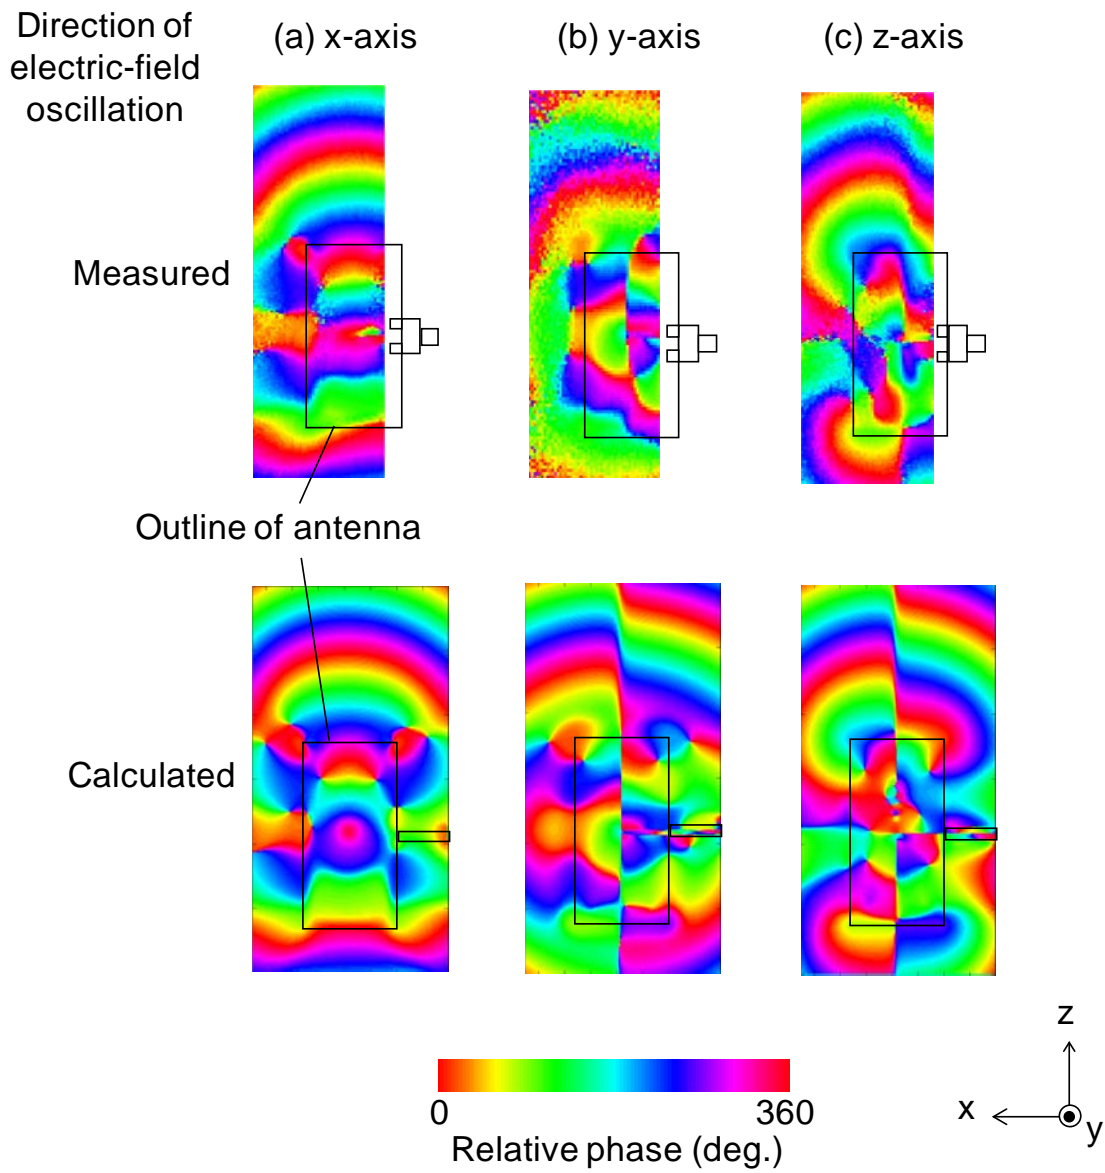 Direction of
electric-field
oscillation
(a) x-axis
(b) y-axis
(c) z-axis
Measured
Outline of antenna
Calculated
0
360
Relative phase (deg.)
z
x
y